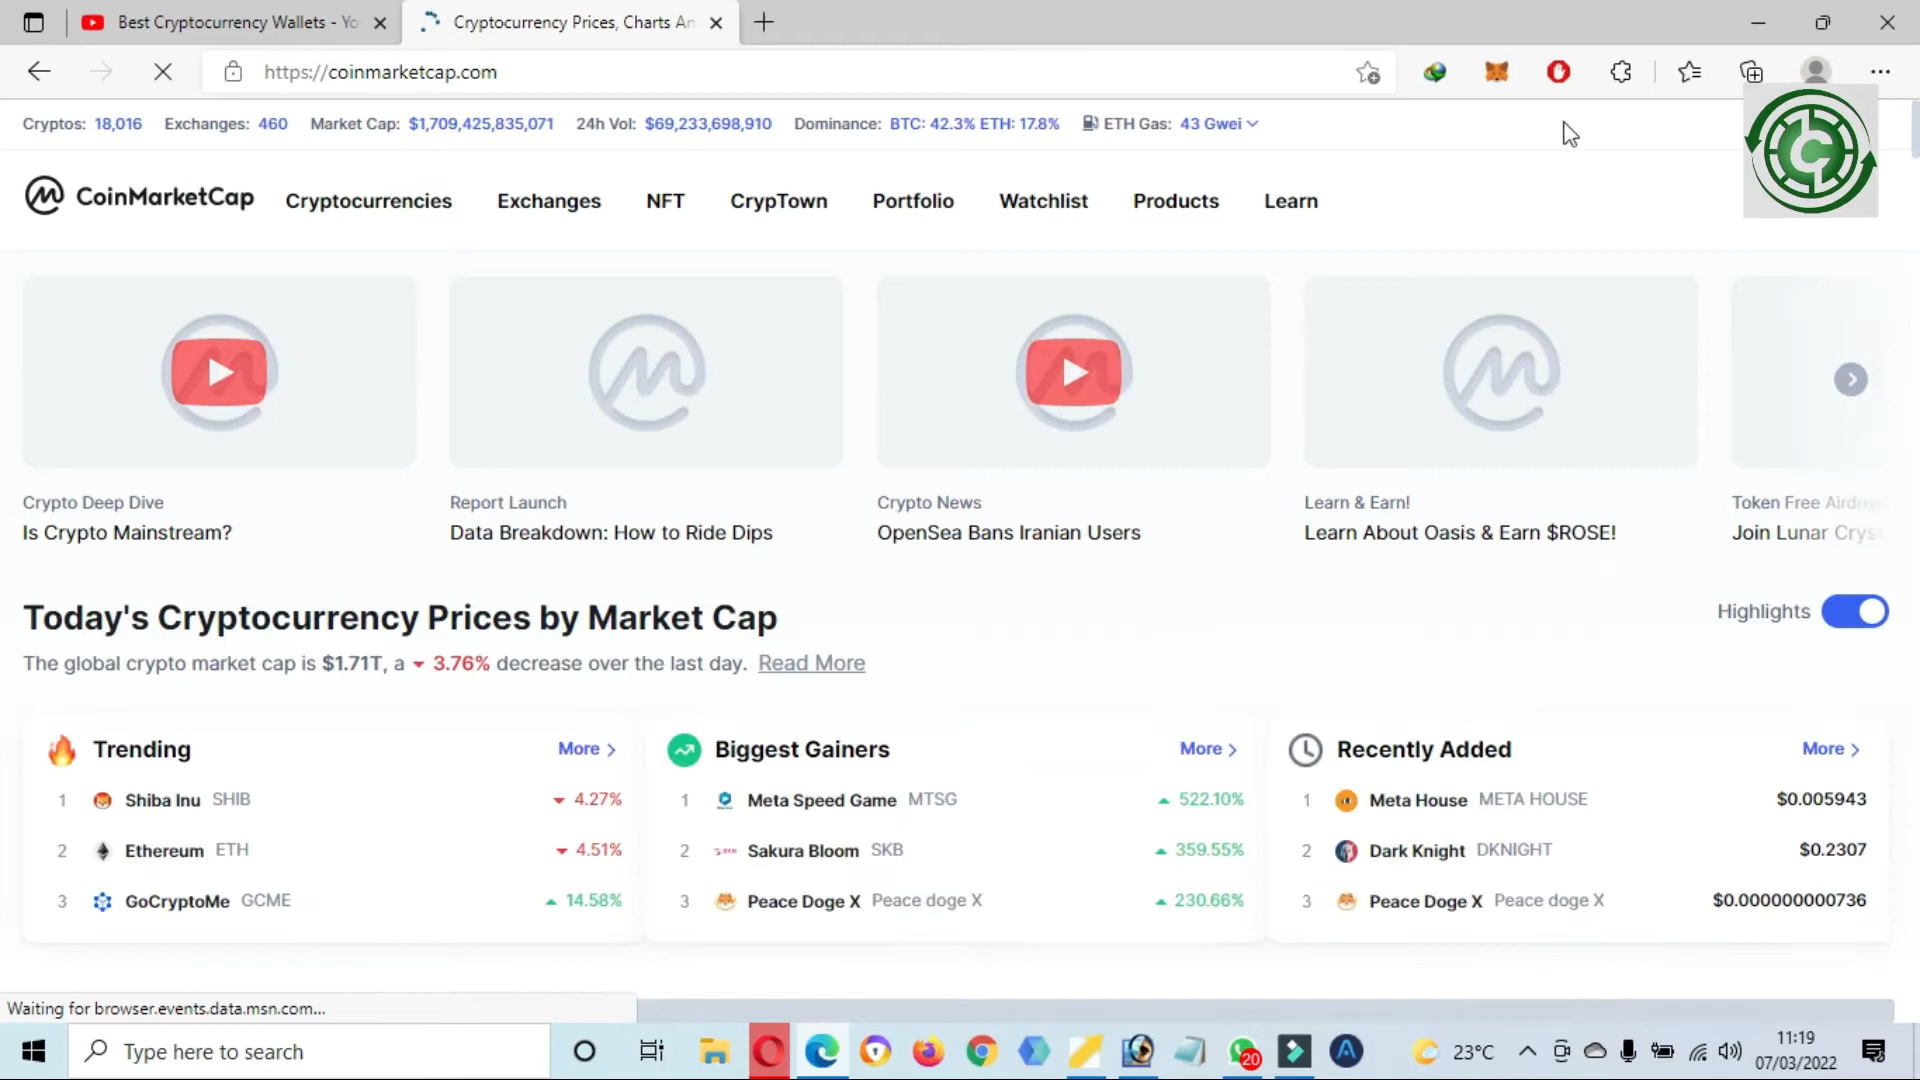 Best Cryptocurrency Wallets - Yo
Cryptocurrency Prices, Charts An
https://coinmarketcap.com
Cryptos: 18,016 Exchanges: 460 Market Cap: $1,709,425,835,071 24h Vol: $69,233,698,910 Dominance: BTC: 42.3% ETH: 17.8% ETH Gas: 43 Gwei
CoinMarketCap Cryptocurrencies Exchanges NFT CrypTown Portfolio Watchlist Products Learn
Crypto Deep Dive
Is Crypto Mainstream?
Report Launch
Data Breakdown: How to Ride Dips
Crypto News
OpenSea Bans Iranian Users
Learn & Earn!
Learn About Oasis & Earn $ROSE!
Token Free Airdro
Join Lunar Crys
Today's Cryptocurrency Prices by Market Cap
Highlights
The global crypto market cap is $1.71T, a 3.76% decrease over the last day. Read More
Trending More
1 Shiba Inu SHIB 4.27%
2 Ethereum ETH 4.51%
3 GoCryptoMe GCME 14.58%
Biggest Gainers More
1 Meta Speed Game MTSG 522.10%
2 Sakura Bloom SKB 359.55%
3 Peace Doge X Peace doge X 230.66%
Recently Added More
1 Meta House META HOUSE $0.005943
2 Dark Knight DKNIGHT $0.2307
3 Peace Doge X Peace doge X $0.000000000736
Waiting for browser.events.data.msn.com...
Type here to search
20
23°C
11:19
07/03/2022